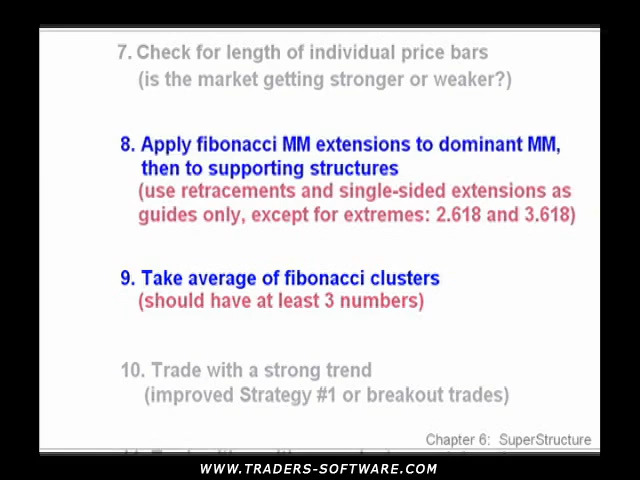 7. Check for length of individual price bars
(is the market getting stronger or weaker?)
8. Apply fibonacci MM extensions to dominant MM,
then to supporting structures
(use retracements and single-sided extensions as
guides only, except for extremes: 2.618 and 3.618)
9. Take average of fibonacci clusters
(should have at least 3 numbers)
10. Trade with a strong trend
(improved Strategy #1 or breakout trades)
Chapter 6: SuperStructure
WWW.TRADERS-SOFTWARE.COM